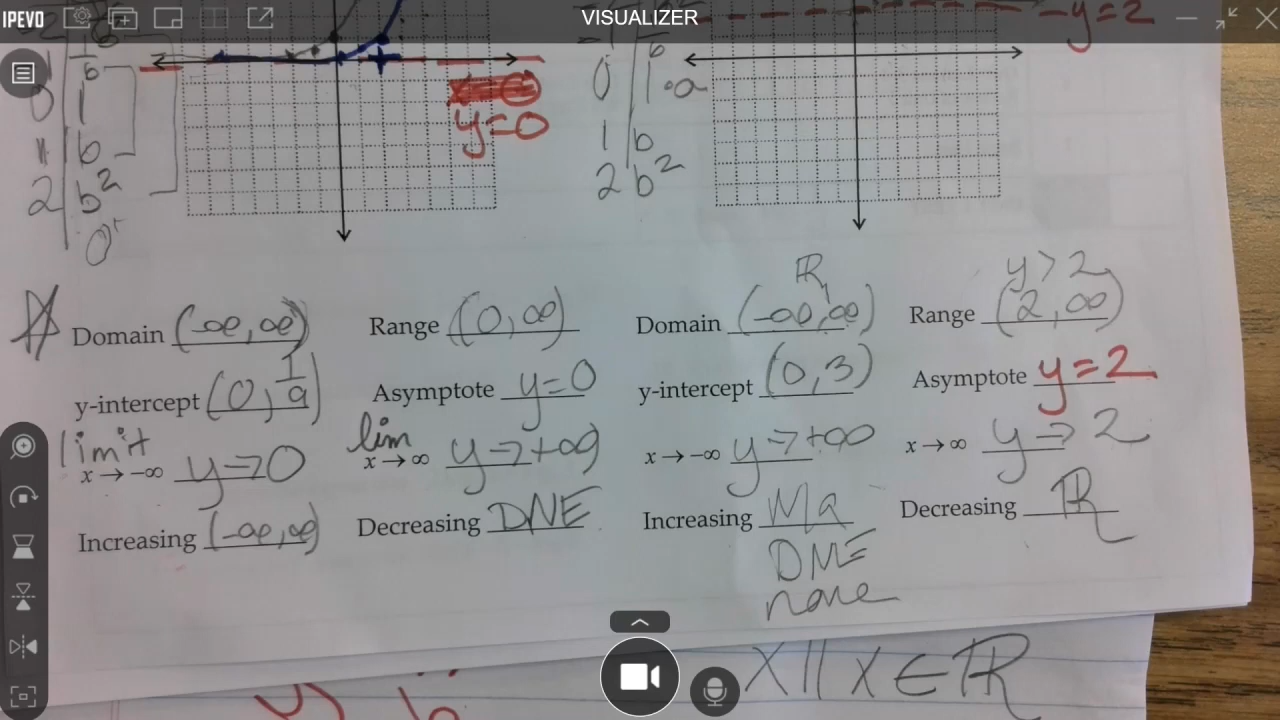 IPEVO
VISUALIZER
y=2
y=0
0 1
1 b
2 b²
0⁺
0 1·a
1 b
2 b²
Domain (-∞,∞)
Range (0,∞)
y-intercept (0, 1/9)
Asymptote y=0
limit
x→-∞ y→0
lim
x→∞ y→+∞
Increasing (-∞,∞)
Decreasing DNE
ℝ
Domain (-∞,∞)
y>2
Range (2,∞)
y-intercept (0,3)
Asymptote y=2
x→-∞ y→+∞
x→∞ y→2
Increasing
DNE
none
Decreasing ℝ
X || X ∈ ℝ